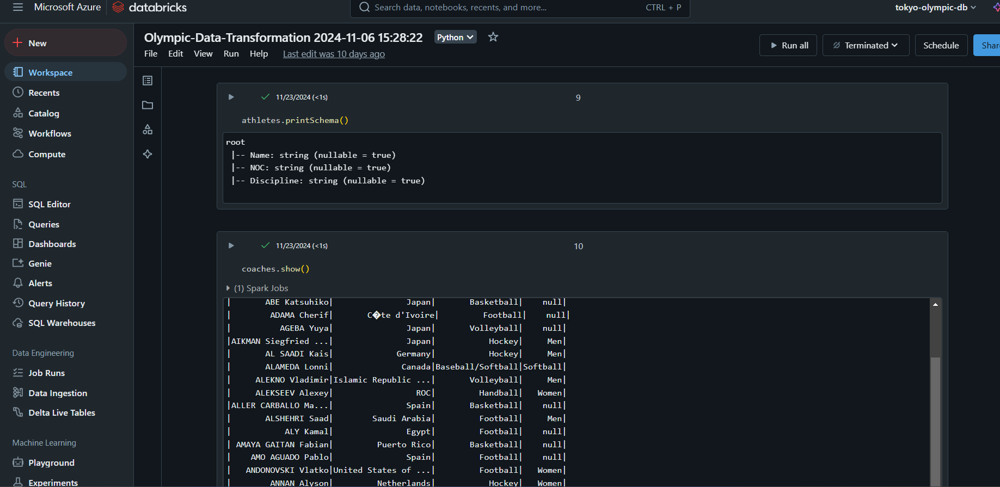 Microsoft Azure databricks Search data, notebooks, recents, and more... CTRL + P tokyo-olympic-db
New
Workspace
Recents
Catalog
Workflows
Compute
SQL
SQL Editor
Queries
Dashboards
Genie
Alerts
Query History
SQL Warehouses
Data Engineering
Job Runs
Data Ingestion
Delta Live Tables
Machine Learning
Playground
Experiments
Olympic-Data-Transformation 2024-11-06 15:28:22 Python
File Edit View Run Help Last edit was 10 days ago
Run all Terminated Schedule Shar
11/23/2024 (<1s) 9
athletes.printSchema()
root
|-- Name: string (nullable = true)
|-- NOC: string (nullable = true)
|-- Discipline: string (nullable = true)
11/23/2024 (<1s) 10
coaches.show()
(1) Spark Jobs
| ABE Katsuhiko| Japan| Basketball| null|
| ADAMA Cherif| C�te d'Ivoire| Football| null|
| AGEBA Yuya| Japan| Volleyball| null|
|AIKMAN Siegfried ...| Japan| Hockey| Men|
| AL SAADI Kais| Germany| Hockey| Men|
| ALAMEDA Lonni| Canada|Baseball/Softball|Softball|
| ALEKNO Vladimir|Islamic Republic ...| Volleyball| Men|
| ALEKSEEV Alexey| ROC| Handball| Women|
|ALLER CARBALLO Ma...| Spain| Basketball| null|
| ALSHEHRI Saad| Saudi Arabia| Football| Men|
| ALY Kamal| Egypt| Football| null|
| AMAYA GAITAN Fabian| Puerto Rico| Basketball| null|
| AMO AGUADO Pablo| Spain| Football| null|
| ANDONOVSKI Vlatko|United States of ...| Football| Women|
| ANNAN Alyson| Netherlands| Hockey| Women|